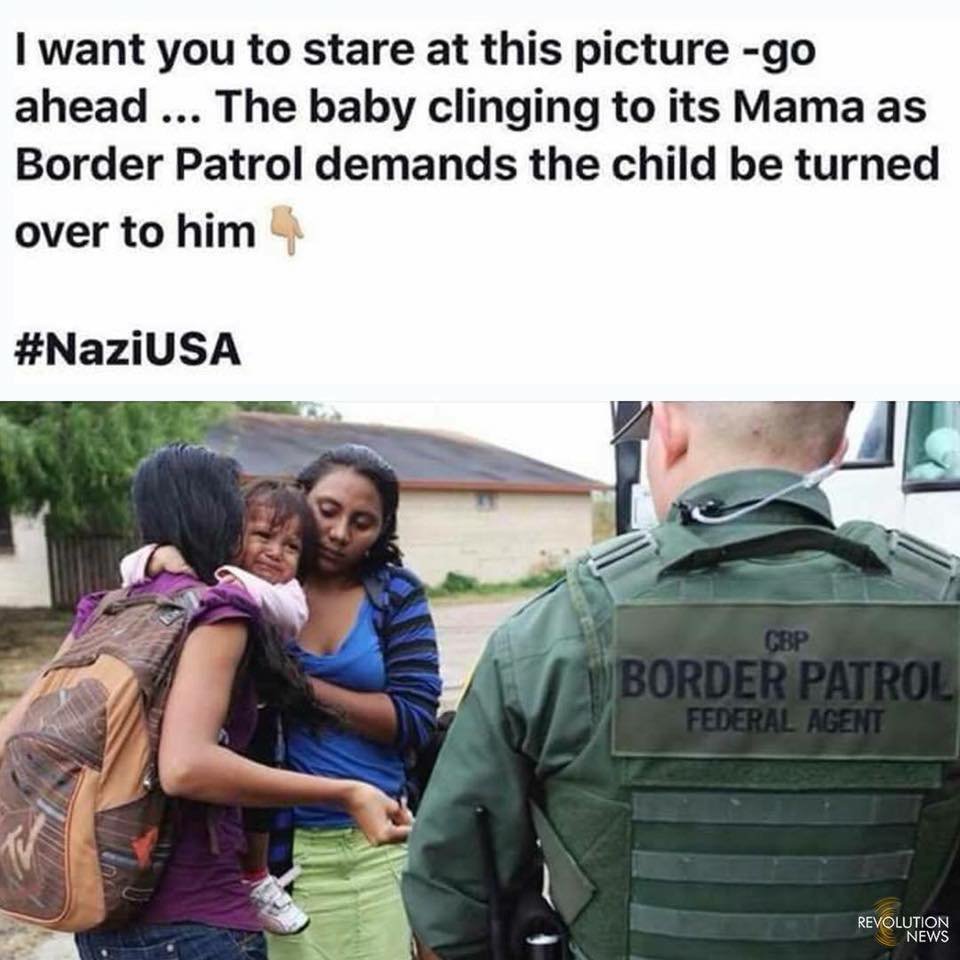 I want you to stare at this picture -go
ahead ... The baby clinging to its Mama as
Border Patrol demands the child be turned
over to him 👇🏼
#NaziUSA
CBP
BORDER PATROL
FEDERAL AGENT
REVOLUTION
NEWS